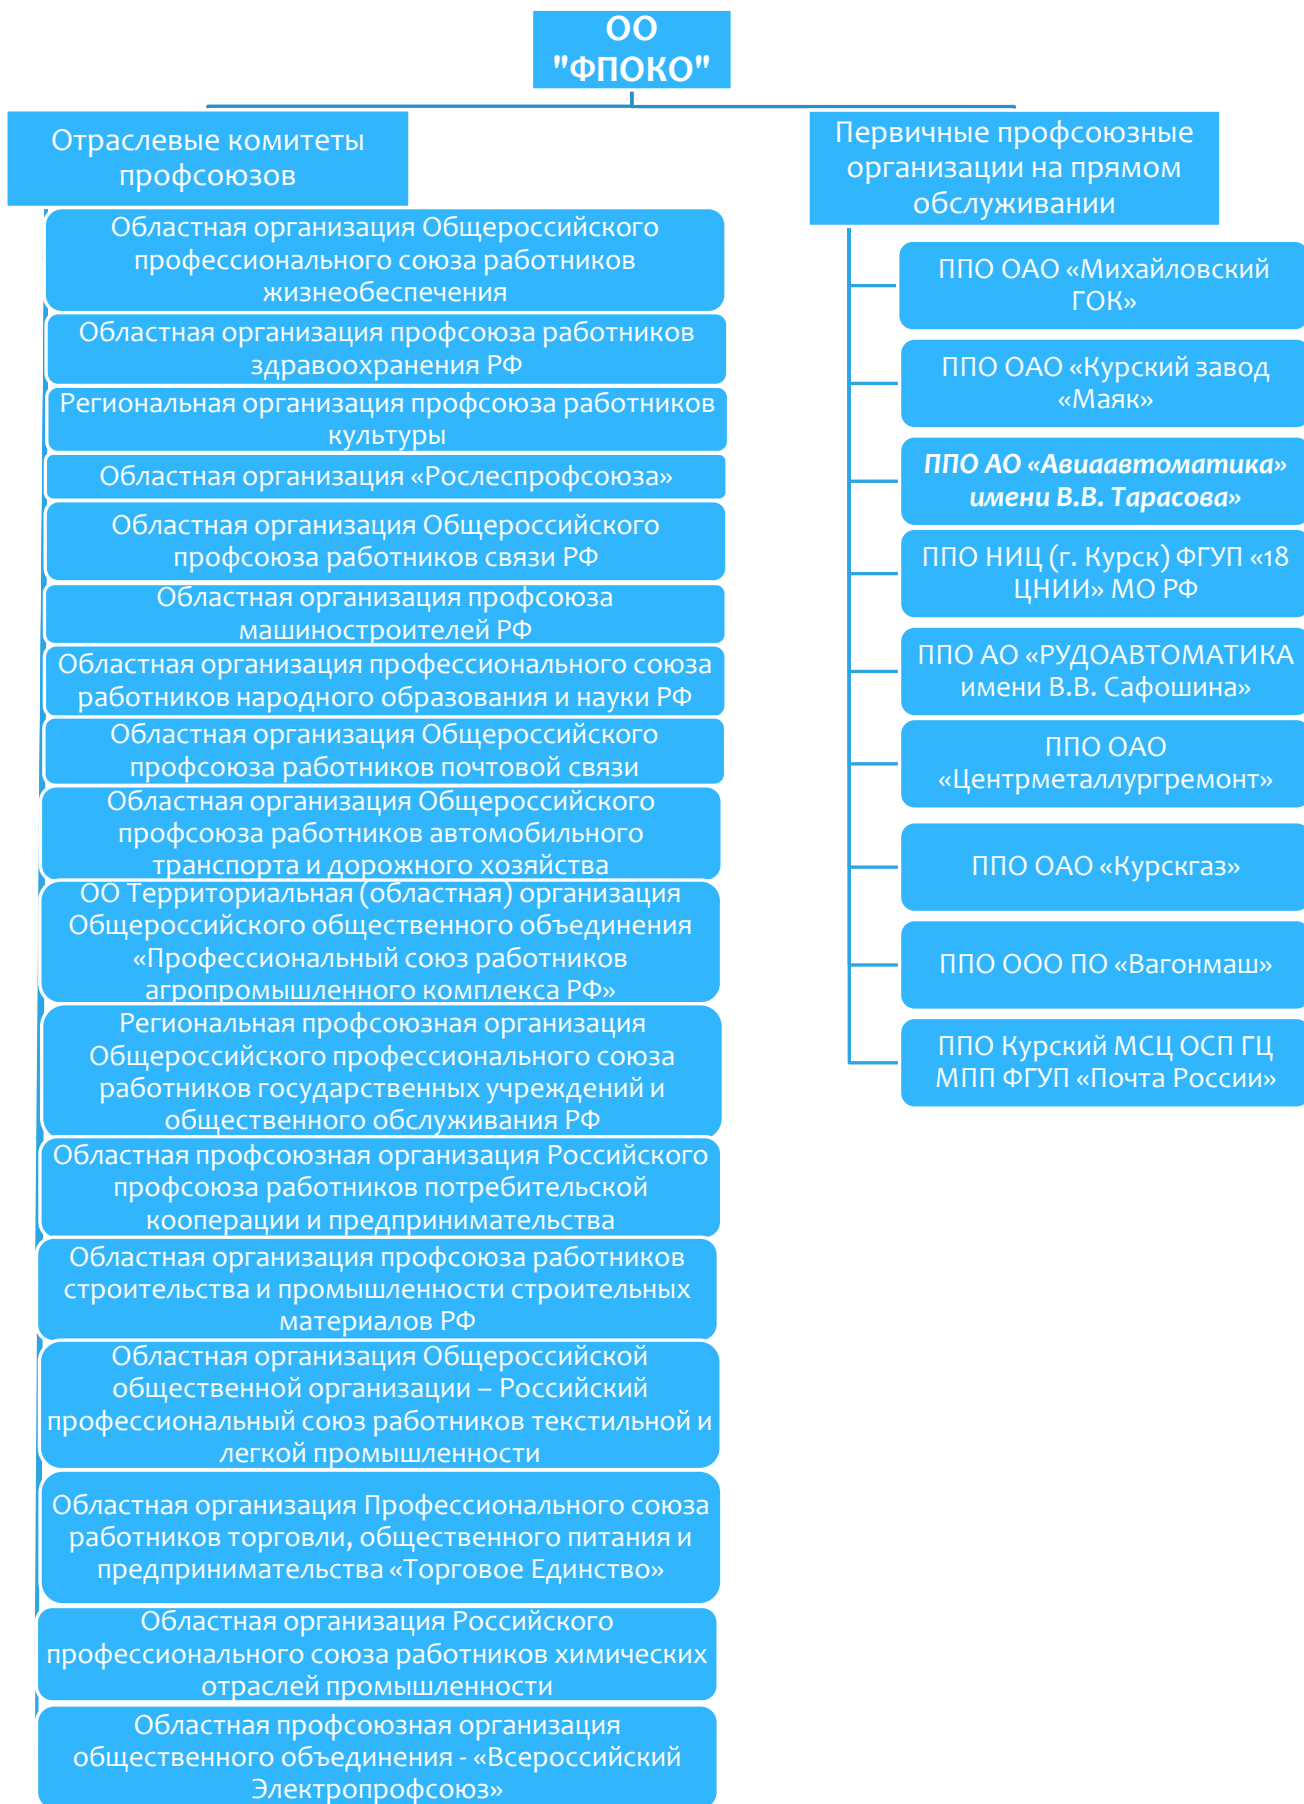 ОО
"ФПОКО"
Отраслевые комитеты
профсоюзов
Областная организация Общероссийского
профессионального союза работников
жизнеобеспечения
Областная организация профсоюза работников
здравоохранения РФ
Региональная организация профсоюза работников
культуры
Областная организация «Рослеспрофсоюза»
Областная организация Общероссийского
профсоюза работников связи РФ
Областная организация профсоюза
машиностроителей РФ
Областная организация профессионального союза
работников народного образования и науки РФ
Областная организация Общероссийского
профсоюза работников почтовой связи
Областная организация Общероссийского
профсоюза работников автомобильного
транспорта и дорожного хозяйства
ОО Территориальная (областная) организация
Общероссийского общественного объединения
«Профессиональный союз работников
агропромышленного комплекса РФ»
Региональная профсоюзная организация
Общероссийского профессионального союза
работников государственных учреждений и
общественного обслуживания РФ
Областная профсоюзная организация Российского
профсоюза работников потребительской
кооперации и предпринимательства
Областная организация профсоюза работников
строительства и промышленности строительных
материалов РФ
Областная организация Общероссийской
общественной организации – Российский
профессиональный союз работников текстильной и
легкой промышленности
Областная организация Профессионального союза
работников торговли, общественного питания и
предпринимательства «Торговое Единство»
Областная организация Российского
профессионального союза работников химических
отраслей промышленности
Областная профсоюзная организация
общественного объединения - «Всероссийский
Электропрофсоюз»
Первичные профсоюзные
организации на прямом
обслуживании
ППО ОАО «Михайловский
ГОК»
ППО ОАО «Курский завод
«Маяк»
ППО АО «Авиаавтоматика»
имени В.В. Тарасова»
ППО НИЦ (г. Курск) ФГУП «18
ЦНИИ» МО РФ
ППО АО «РУДОАВТОМАТИКА
имени В.В. Сафошина»
ППО ОАО
«Центрметаллургремонт»
ППО ОАО «Курскгаз»
ППО ООО ПО «Вагонмаш»
ППО Курский МСЦ ОСП ГЦ
МПП ФГУП «Почта России»